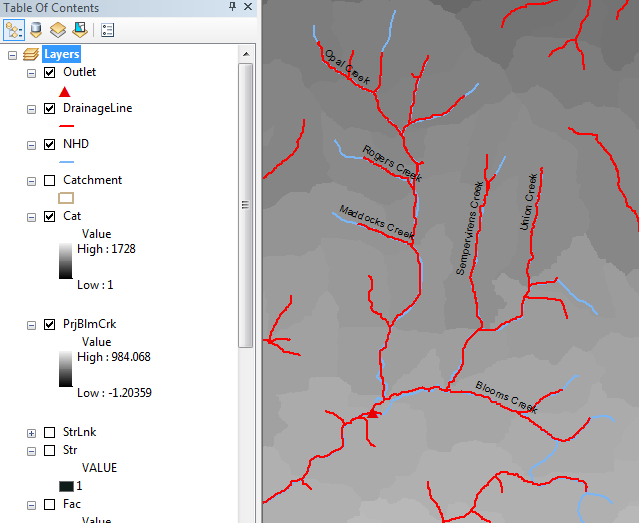 Table Of Contents
Layers
Outlet
DrainageLine
NHD
Catchment
Cat
Value
High : 1728
Low : 1
PrjBlmCrk
Value
High : 984.068
Low : -1.20359
StrLnk
Str
VALUE
1
Fac
Value
Opal Creek
Rogers Creek
Maddocks Creek
Sempervirens Creek
Union Creek
Blooms Creek